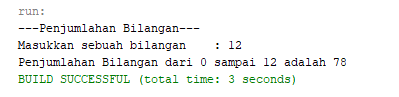 run:
---Penjumlahan Bilangan---
Masukkan sebuah bilangan    : 12
Penjumlahan Bilangan dari 0 sampai 12 adalah 78
BUILD SUCCESSFUL (total time: 3 seconds)